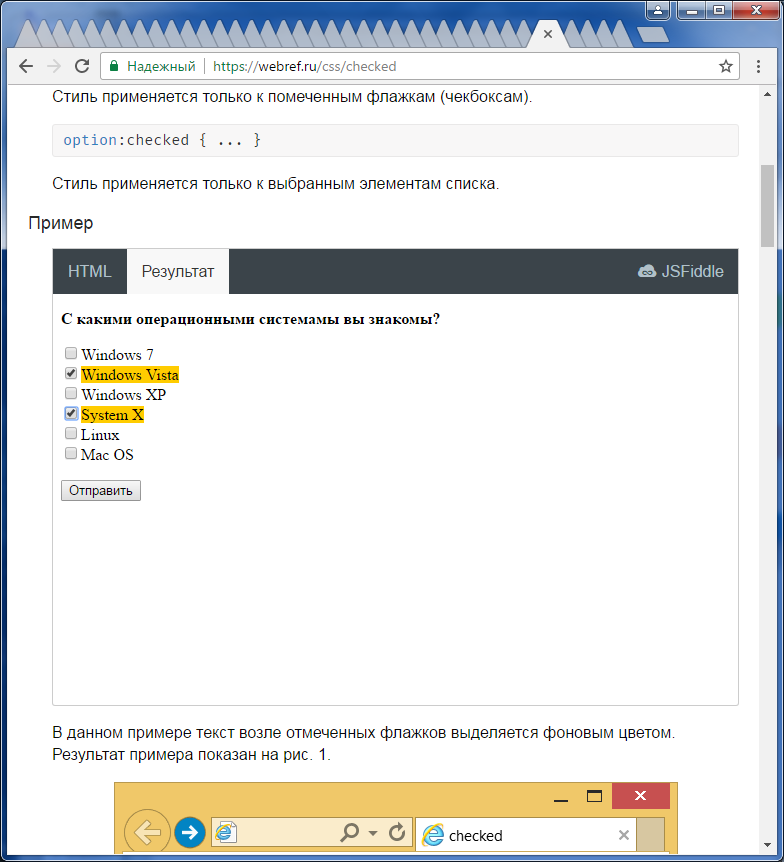 Надежный
https://webref.ru/css/checked
Стиль применяется только к помеченным флажкам (чекбоксам).
option:checked { ... }
Стиль применяется только к выбранным элементам списка.
Пример
HTML Результат JSFiddle
С какими операционными системамы вы знакомы?
Windows 7
Windows Vista
Windows XP
System X
Linux
Mac OS
Отправить
В данном примере текст возле отмеченных флажков выделяется фоновым цветом.
Результат примера показан на рис. 1.
checked